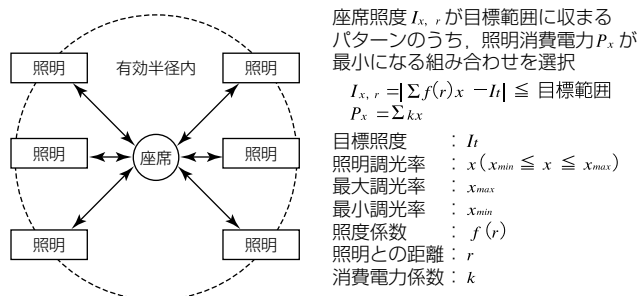 照明
有効半径内
照明
照明
座席
照明
照明
照明
座席照度 Ix, r が目標範囲に収まる
パターンのうち，照明消費電力Px が
最小になる組み合わせを選択
Ix, r =|Σf(r)x －It| ≦ 目標範囲
Px =Σkx
目標照度 ： It
照明調光率 ： x(xmin ≦ x ≦ xmax)
最大調光率 ： xmax
最小調光率 ： xmin
照度係数 ： f(r)
照明との距離 ： r
消費電力係数 ： k